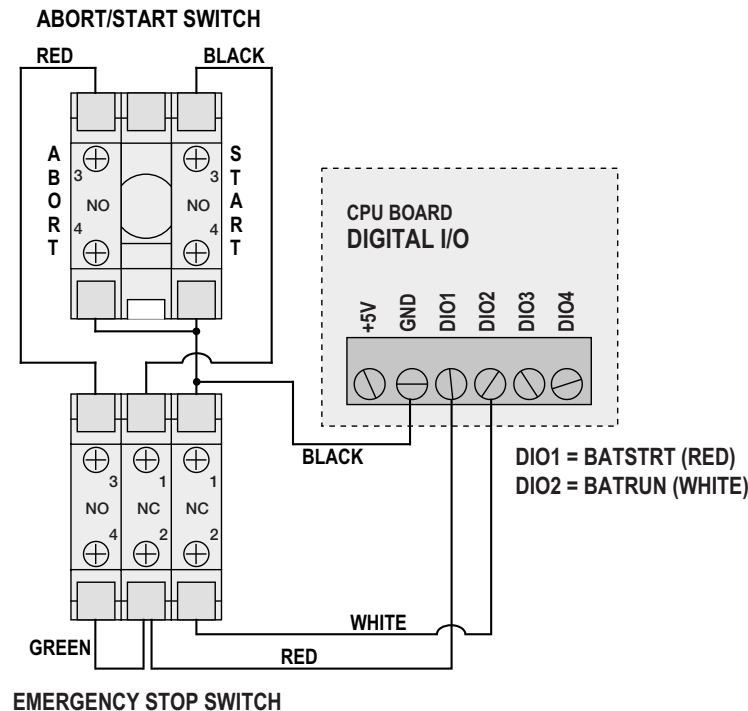 ABORT/START SWITCH
RED
BLACK
ABORT
START
3
NO
4
3
NO
4
CPU BOARD
DIGITAL I/O
+5V
GND
DIO1
DIO2
DIO3
DIO4
BLACK
DIO1 = BATSTRT (RED)
DIO2 = BATRUN (WHITE)
3
NO
4
1
NC
2
1
NC
2
WHITE
GREEN
RED
EMERGENCY STOP SWITCH